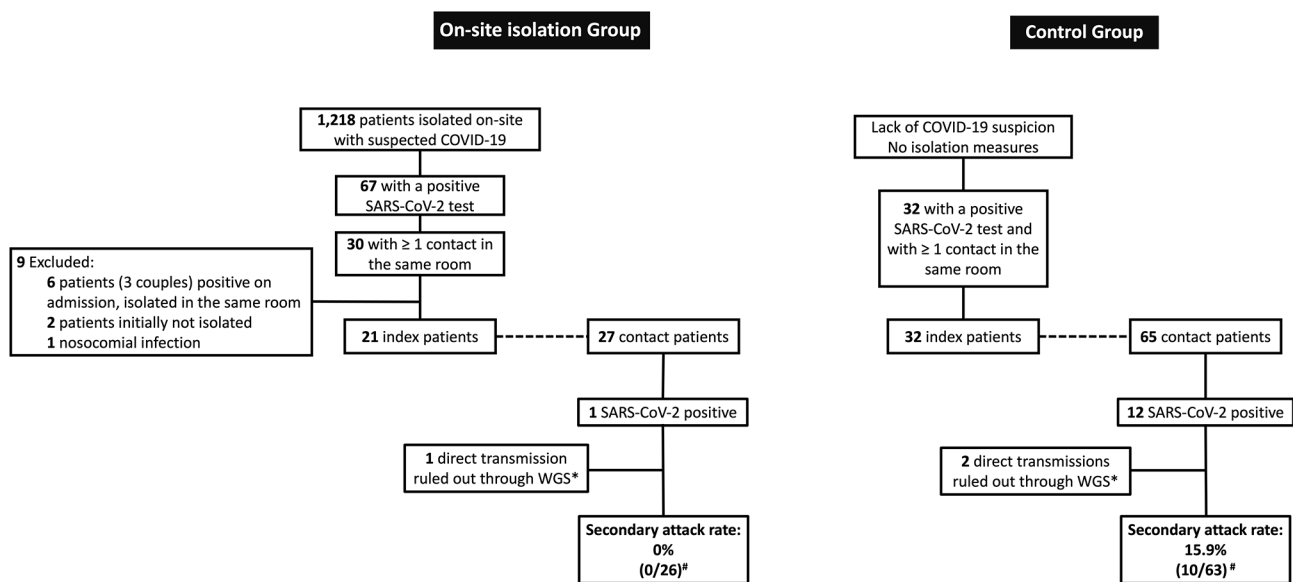 On-site isolation Group
1,218 patients isolated on-site
with suspected COVID-19
67 with a positive
SARS-CoV-2 test
30 with ≥ 1 contact in
the same room
9 Excluded:
6 patients (3 couples) positive on
admission, isolated in the same room
2 patients initially not isolated
1 nosocomial infection
21 index patients
27 contact patients
1 SARS-CoV-2 positive
1 direct transmission
ruled out through WGS*
Secondary attack rate:
0%
(0/26)#
Control Group
Lack of COVID-19 suspicion
No isolation measures
32 with a positive
SARS-CoV-2 test and
with ≥ 1 contact in the
same room
32 index patients
65 contact patients
12 SARS-CoV-2 positive
2 direct transmissions
ruled out through WGS*
Secondary attack rate:
15.9%
(10/63)#